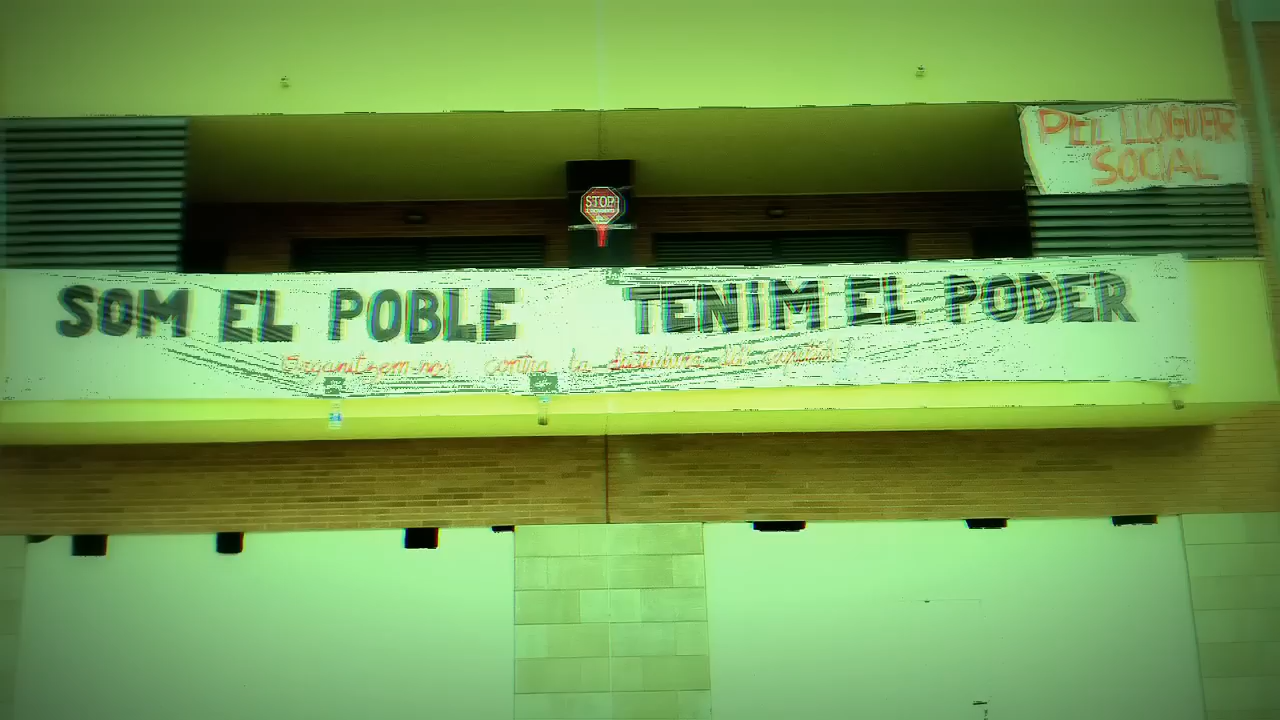 PEL LLOGUER
SOCIAL
STOP
SOM EL POBLE TENIM EL PODER
Organitzem-nos contra la dictadura del capital!